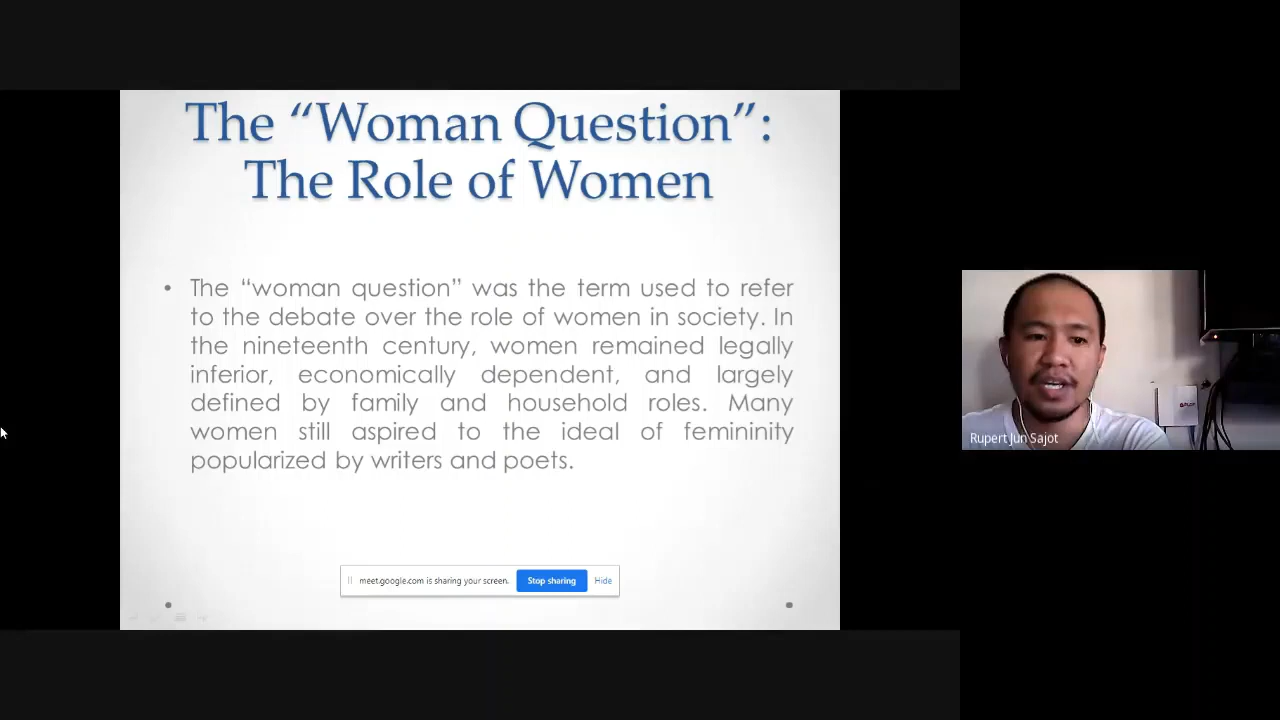 The “Woman Question”:
The Role of Women
• The “woman question” was the term used to refer
to the debate over the role of women in society. In
the nineteenth century, women remained legally
inferior, economically dependent, and largely
defined by family and household roles. Many
women still aspired to the ideal of femininity
popularized by writers and poets.
meet.google.com is sharing your screen. Stop sharing Hide
Rupert Jun Sajot